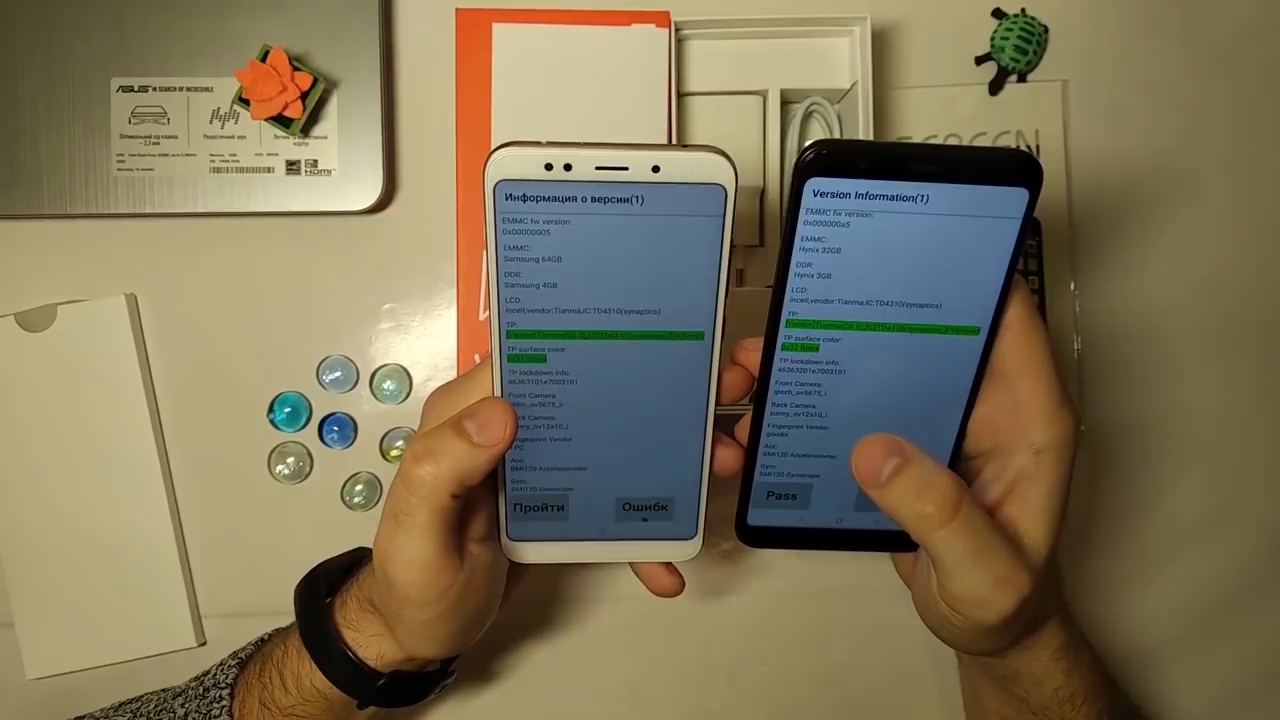 ASUS IN SEARCH OF INCREDIBLE
HDMI
Информация о версии(1)
EMMC fw version:
0x00000005
EMMC:
Samsung 64GB
DDR:
Samsung 4GB
LCD:
incell,vendor:Tianma,IC:TD4310(synaptics)
TP:
TP surface color:
TP lockdown info:
46363101e7003101
Front Camera
ofilm_ov5675_ii
Back Camera
sunny_ov12a10_i
Fingerprint Vendor
Acc:
BMI120 Accelerometer
Gyro:
BMI120 Gyroscope
Пройти
Ошибк
Version Information(1)
EMMC fw version:
0x000000a5
EMMC:
Hynix 32GB
DDR:
Hynix 3GB
LCD:
incell,vendor:Tianma,IC:TD4310(synaptics)
TP:
TP surface color:
TP lockdown info:
46363201e7003101
Front Camera
qtech_ov5675_i
Back Camera
sunny_ov12a10_i
Fingerprint Vendor
goodix
Acc:
BMI120 Accelerometer
Gyro:
BMI120 Gyroscope
Pass